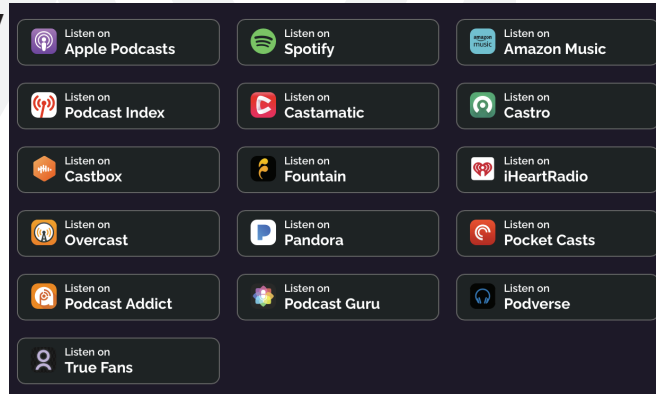 Listen on
Apple Podcasts
Listen on
Spotify
amazon
music
Listen on
Amazon Music
Listen on
Podcast Index
Listen on
Castamatic
Listen on
Castro
Listen on
Castbox
Listen on
Fountain
Listen on
iHeartRadio
Listen on
Overcast
Listen on
Pandora
Listen on
Pocket Casts
Listen on
Podcast Addict
Listen on
Podcast Guru
Listen on
Podverse
Listen on
True Fans